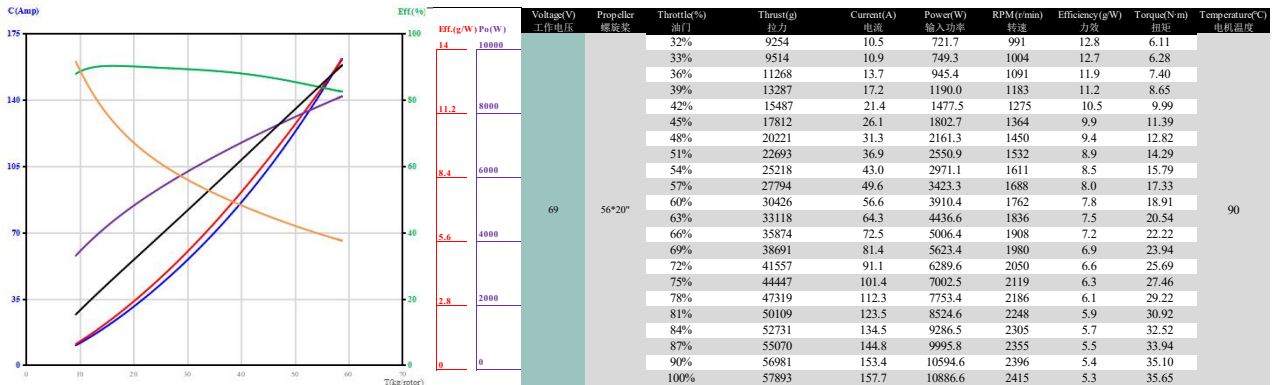 C(Amp) Eff.(%)
Eff.(g/W) Po(W)
175 100 14 10000
140 80 11.2 8000
105 60 8.4 6000
70 40 5.6 4000
35 20 2.8 2000
0 0 0 0
0 10 20 30 40 50 60 70
T(kg/rotor)
Voltage(V) Propeller Throttle(%) Thrust(g) Current(A) Power(W) RPM(r/min) Efficiency(g/W) Torque(N·m) Temperature(℃)
工作电压 螺旋桨 油门 拉力 电流 输入功率 转速 力效 扭矩 电机温度
32% 9254 10.5 721.7 991 12.8 6.11
33% 9514 10.9 749.3 1004 12.7 6.28
36% 11268 13.7 945.4 1091 11.9 7.40
39% 13287 17.2 1190.0 1183 11.2 8.65
42% 15487 21.4 1477.5 1275 10.5 9.99
45% 17812 26.1 1802.7 1364 9.9 11.39
48% 20221 31.3 2161.3 1450 9.4 12.82
51% 22693 36.9 2550.9 1532 8.9 14.29
54% 25218 43.0 2971.1 1611 8.5 15.79
57% 27794 49.6 3423.3 1688 8.0 17.33
69 56*20" 60% 30426 56.6 3910.4 1762 7.8 18.91 90
63% 33118 64.3 4436.6 1836 7.5 20.54
66% 35874 72.5 5006.4 1908 7.2 22.22
69% 38691 81.4 5623.4 1980 6.9 23.94
72% 41557 91.1 6289.6 2050 6.6 25.69
75% 44447 101.4 7002.5 2119 6.3 27.46
78% 47319 112.3 7753.4 2186 6.1 29.22
81% 50109 123.5 8524.6 2248 5.9 30.92
84% 52731 134.5 9286.5 2305 5.7 32.52
87% 55070 144.8 9995.8 2355 5.5 33.94
90% 56981 153.4 10594.6 2396 5.4 35.10
100% 57893 157.7 10886.6 2415 5.3 35.65